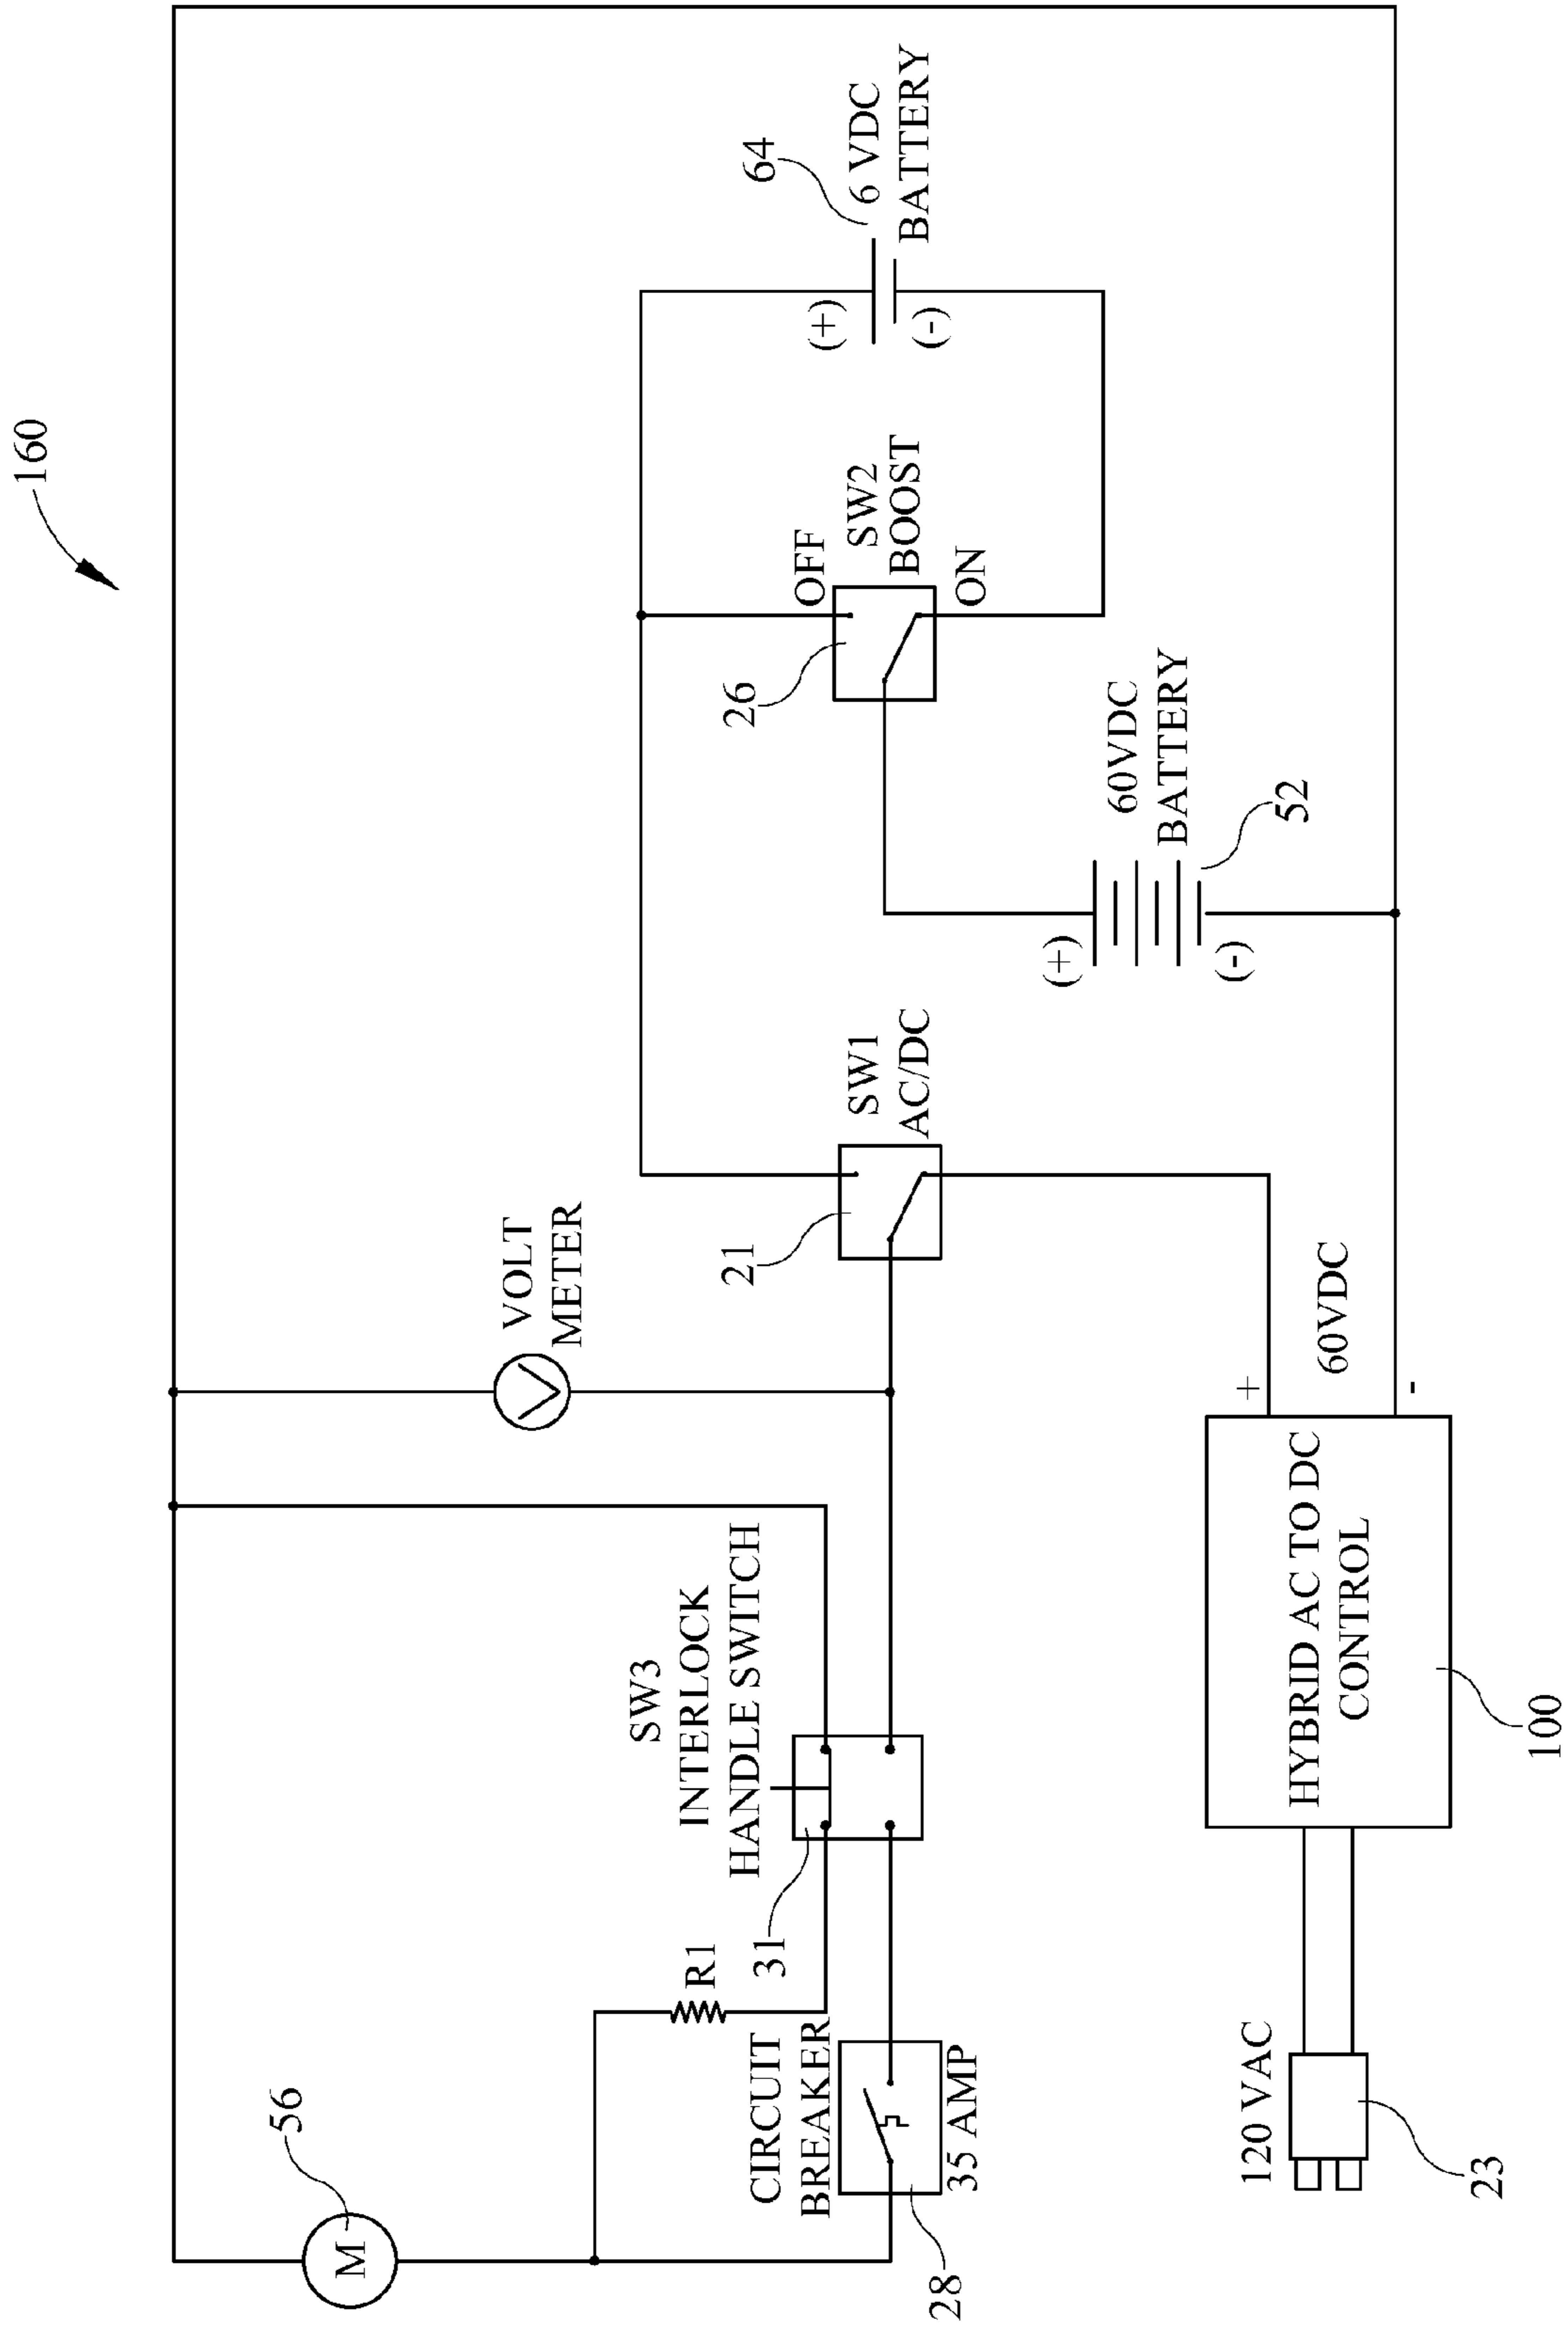 160
56
M
VOLT
METER
SW3
INTERLOCK
HANDLE SWITCH
R1
31
CIRCUIT
BREAKER
35 AMP
28
21
SW1
AC/DC
26
OFF
SW2
BOOST
ON
64
(+)
6 VDC
BATTERY
(-)
(+)
60VDC
BATTERY
(-)
52
120 VAC
23
HYBRID AC TO DC
CONTROL
100
+
60VDC
-